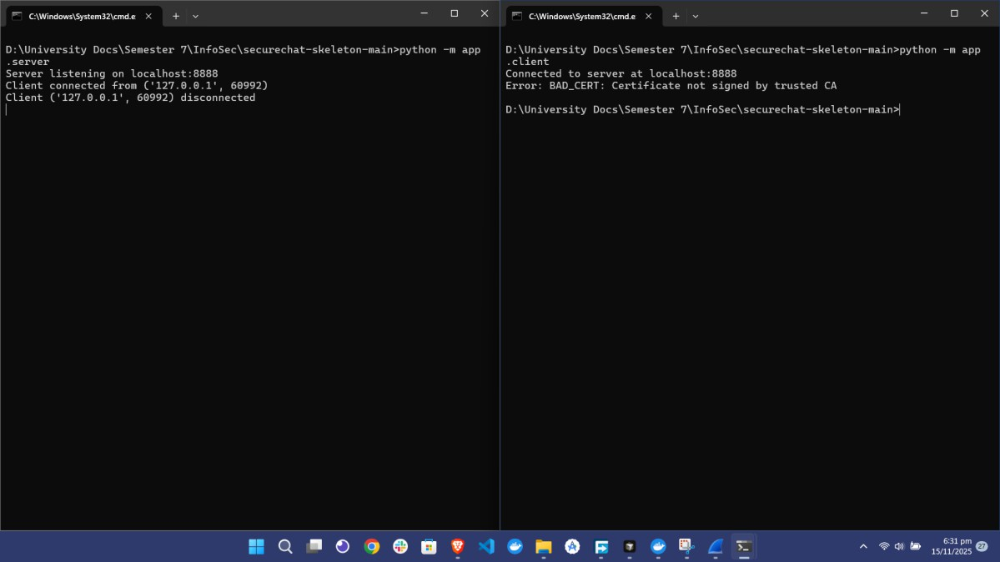 C:\Windows\System32\cmd.e
D:\University Docs\Semester 7\InfoSec\securechat-skeleton-main>python -m app
.server
Server listening on localhost:8888
Client connected from ('127.0.0.1', 60992)
Client ('127.0.0.1', 60992) disconnected
C:\Windows\System32\cmd.e
D:\University Docs\Semester 7\InfoSec\securechat-skeleton-main>python -m app
.client
Connected to server at localhost:8888
Error: BAD_CERT: Certificate not signed by trusted CA
D:\University Docs\Semester 7\InfoSec\securechat-skeleton-main>
6:31 pm
15/11/2025
27